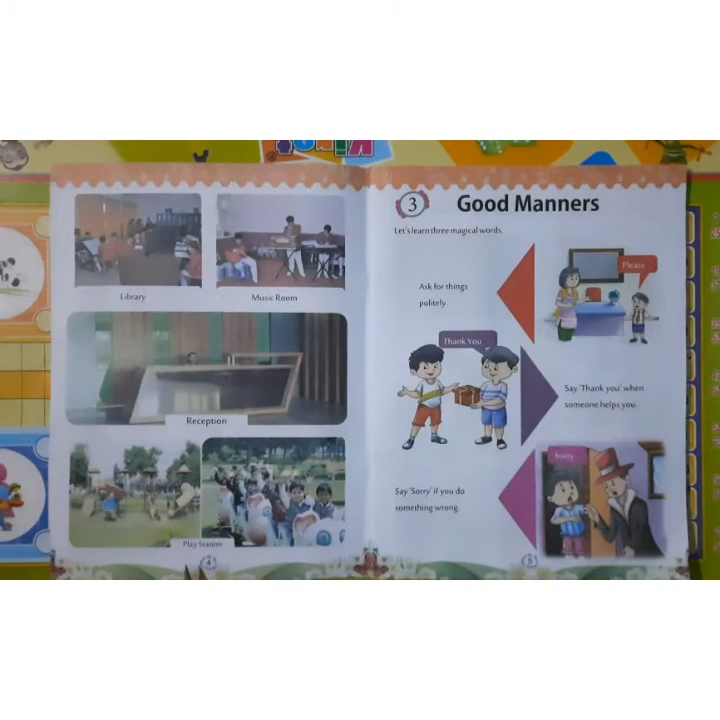 Library
Music Room
Reception
Play Station
4
3
Good Manners
Let's learn three magical words.
Ask for things
politely.
Please
Thank You
Say 'Thank you' when
someone helps you.
Sorry
Say 'Sorry' if you do
something wrong.
5